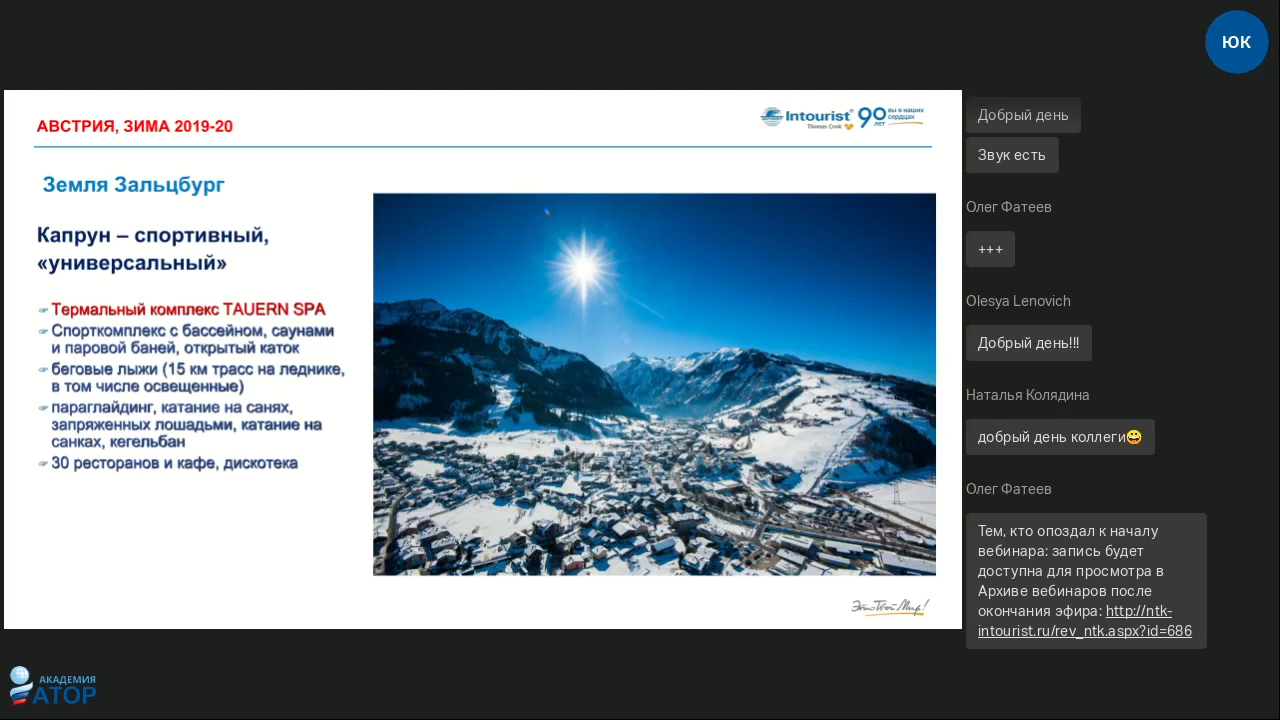 ЮК
АВСТРИЯ, ЗИМА 2019-20
Intourist
Thomas Cook
90 лет
вы в наших
сердцах
Земля Зальцбург
Капрун – спортивный,
«универсальный»
Термальный комплекс TAUERN SPA
Спорткомплекс с бассейном, саунами
и паровой баней, открытый каток
беговые лыжи (15 км трасс на леднике,
в том числе освещенные)
параглайдинг, катание на санях,
запряженных лошадьми, катание на
санках, кегельбан
30 ресторанов и кафе, дискотека
Это Твой Мир!
АКАДЕМИЯ
АТОР
Добрый день
Звук есть
Олег Фатеев
+++
Olesya Lenovich
Добрый день!!!
Наталья Колядина
добрый день коллеги😀
Олег Фатеев
Тем, кто опоздал к началу
вебинара: запись будет
доступна для просмотра в
Архиве вебинаров после
окончания эфира: http://ntk-
intourist.ru/rev_ntk.aspx?id=686